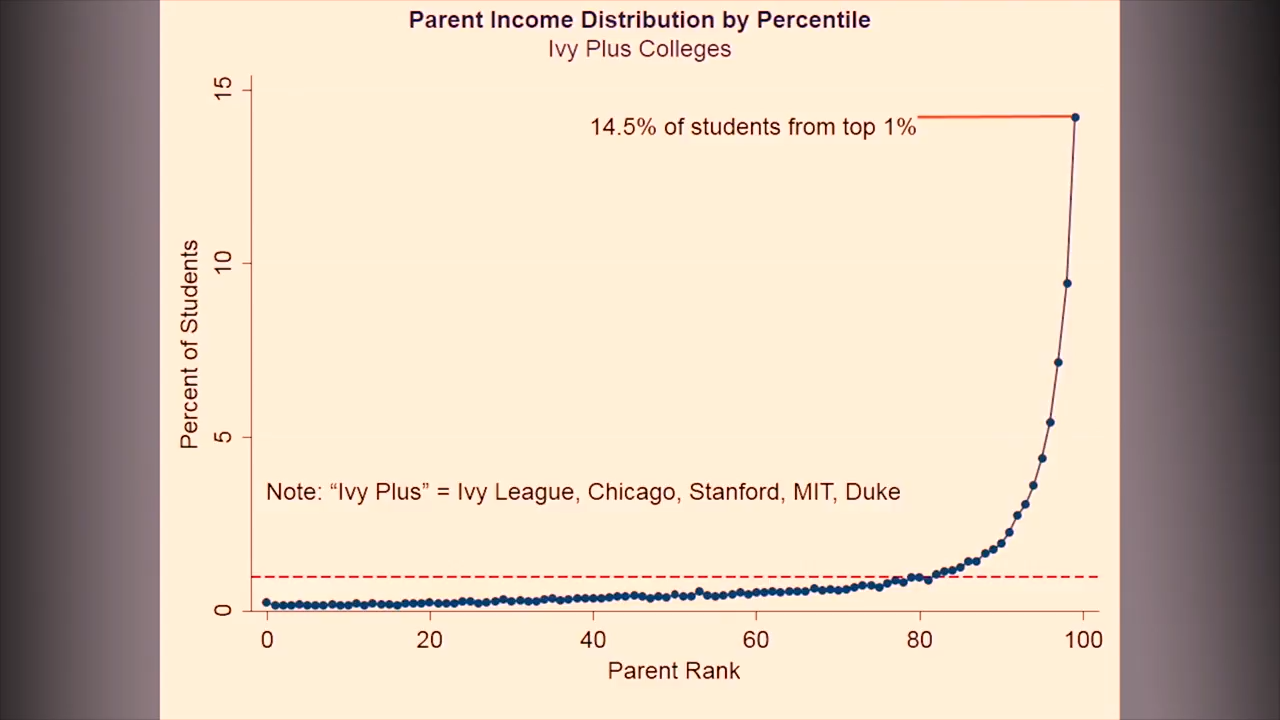 Parent Income Distribution by Percentile
Ivy Plus Colleges
15
14.5% of students from top 1%
10
Percent of Students
5
Note: “Ivy Plus” = Ivy League, Chicago, Stanford, MIT, Duke
0
0 20 40 60 80 100
Parent Rank